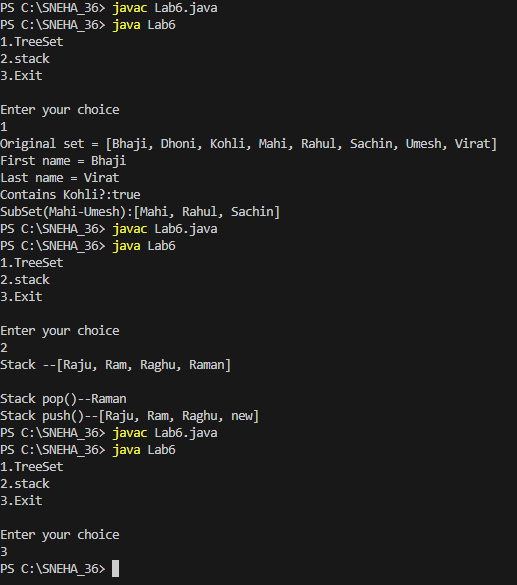 PS C:\SNEHA_36> javac Lab6.java
PS C:\SNEHA_36> java Lab6
1.TreeSet
2.stack
3.Exit
Enter your choice
1
Original set = [Bhaji, Dhoni, Kohli, Mahi, Rahul, Sachin, Umesh, Virat]
First name = Bhaji
Last name = Virat
Contains Kohli?:true
SubSet(Mahi-Umesh):[Mahi, Rahul, Sachin]
PS C:\SNEHA_36> javac Lab6.java
PS C:\SNEHA_36> java Lab6
1.TreeSet
2.stack
3.Exit
Enter your choice
2
Stack --[Raju, Ram, Raghu, Raman]
Stack pop()--Raman
Stack push()--[Raju, Ram, Raghu, new]
PS C:\SNEHA_36> javac Lab6.java
PS C:\SNEHA_36> java Lab6
1.TreeSet
2.stack
3.Exit
Enter your choice
3
PS C:\SNEHA_36>